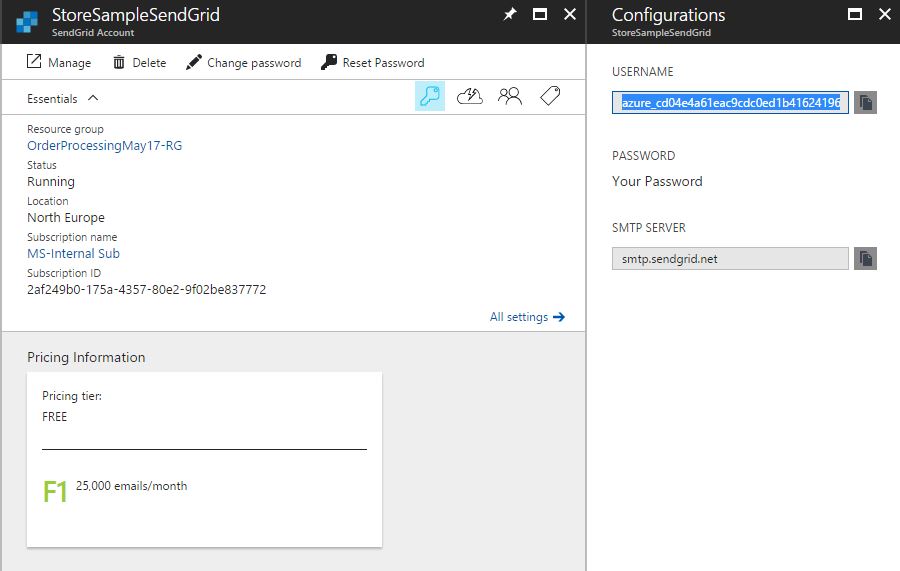 StoreSampleSendGrid
SendGrid Account
Manage
Delete
Change password
Reset Password
Essentials
Resource group
OrderProcessingMay17-RG
Status
Running
Location
North Europe
Subscription name
MS-Internal Sub
Subscription ID
2af249b0-175a-4357-80e2-9f02be837772
All settings
Pricing Information
Pricing tier:
FREE
F1 25,000 emails/month
Configurations
StoreSampleSendGrid
USERNAME
azure_cd04e4a61eac9cdc0ed1b41624196
PASSWORD
Your Password
SMTP SERVER
smtp.sendgrid.net